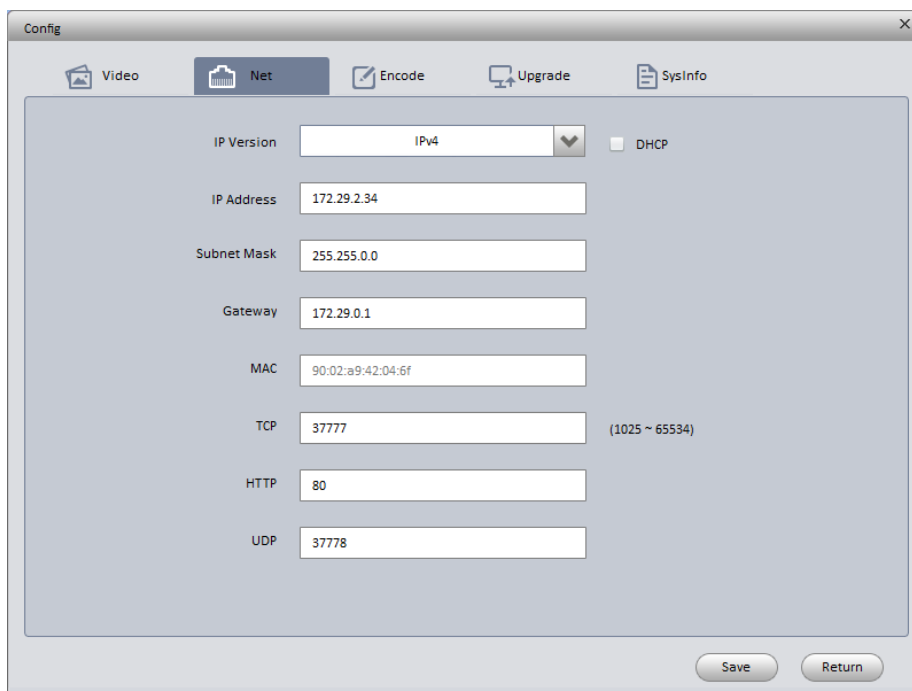 Config
Video Net Encode Upgrade SysInfo
IP Version IPv4 DHCP
IP Address 172.29.2.34
Subnet Mask 255.255.0.0
Gateway 172.29.0.1
MAC 90:02:a9:42:04:6f
TCP 37777 (1025 ~ 65534)
HTTP 80
UDP 37778
Save Return